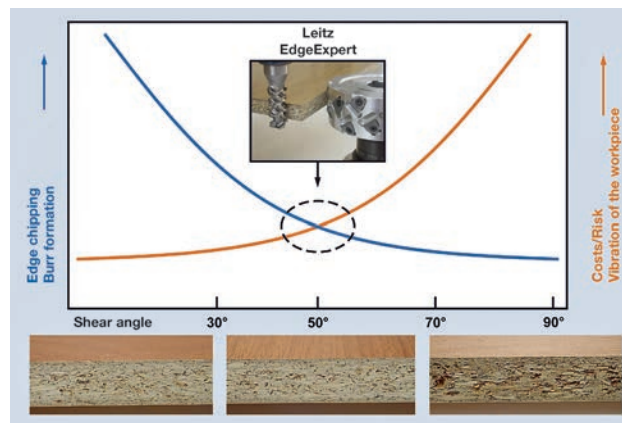 Leitz
EdgeExpert
Edge chipping
Burr formation
Costs/Risk
Vibration of the workpiece
Shear angle 30° 50° 70° 90°